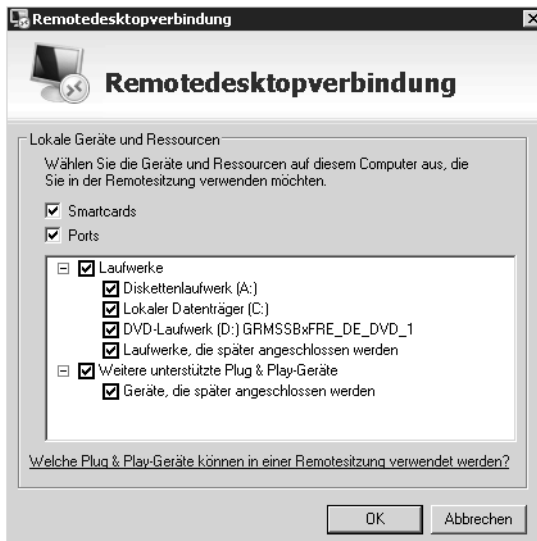 Remotedesktopverbindung
Remotedesktopverbindung
Lokale Geräte und Ressourcen
Wählen Sie die Geräte und Ressourcen auf diesem Computer aus, die
Sie in der Remotesitzung verwenden möchten.
Smartcards
Ports
Laufwerke
Diskettenlaufwerk (A:)
Lokaler Datenträger (C:)
DVD-Laufwerk (D:) GRMSSBxFRE_DE_DVD_1
Laufwerke, die später angeschlossen werden
Weitere unterstützte Plug & Play-Geräte
Geräte, die später angeschlossen werden
Welche Plug & Play-Geräte können in einer Remotesitzung verwendet werden?
OK
Abbrechen